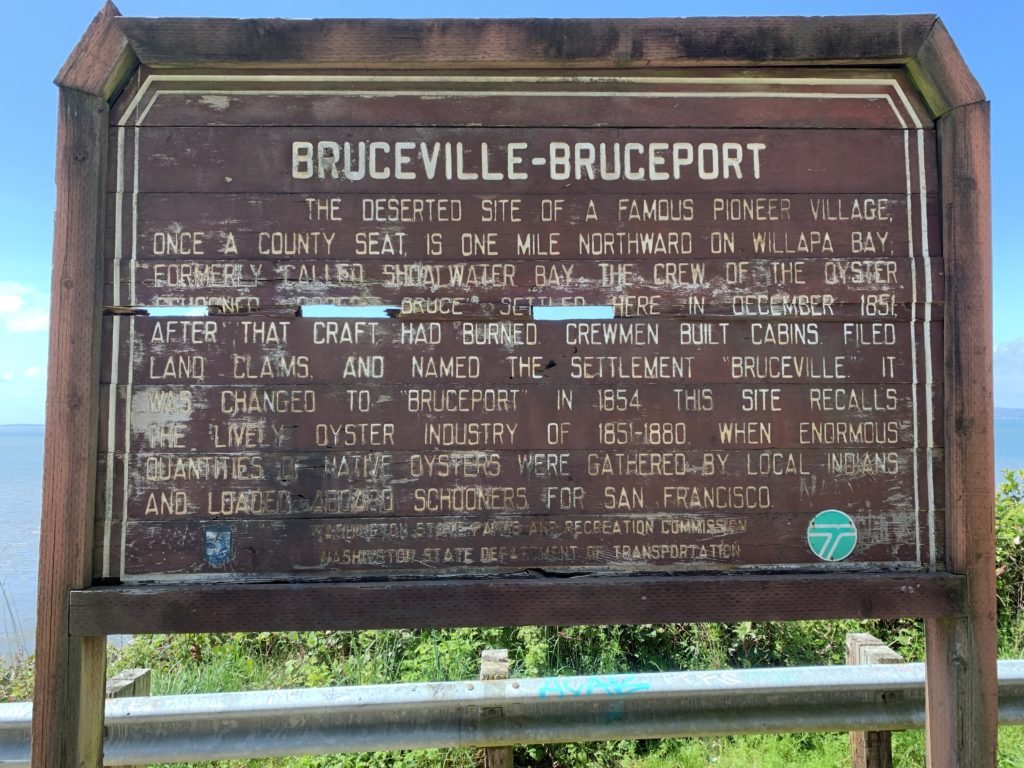 BRUCEVILLE-BRUCEPORT
THE DESERTED SITE OF A FAMOUS PIONEER VILLAGE,
ONCE A COUNTY SEAT, IS ONE MILE NORTHWARD ON WILLAPA BAY,
FORMERLY CALLED SHOALWATER BAY. THE CREW OF THE OYSTER
SCHOONER "ROBERT BRUCE" SETTLED HERE IN DECEMBER 1851,
AFTER THAT CRAFT HAD BURNED. CREWMEN BUILT CABINS, FILED
LAND CLAIMS, AND NAMED THE SETTLEMENT "BRUCEVILLE." IT
WAS CHANGED TO "BRUCEPORT" IN 1854. THIS SITE RECALLS
THE LIVELY OYSTER INDUSTRY OF 1851-1880, WHEN ENORMOUS
QUANTITIES OF NATIVE OYSTERS WERE GATHERED BY LOCAL INDIANS
AND LOADED ABOARD SCHOONERS FOR SAN FRANCISCO.
WASHINGTON STATE PARKS AND RECREATION COMMISSION
WASHINGTON STATE DEPARTMENT OF TRANSPORTATION